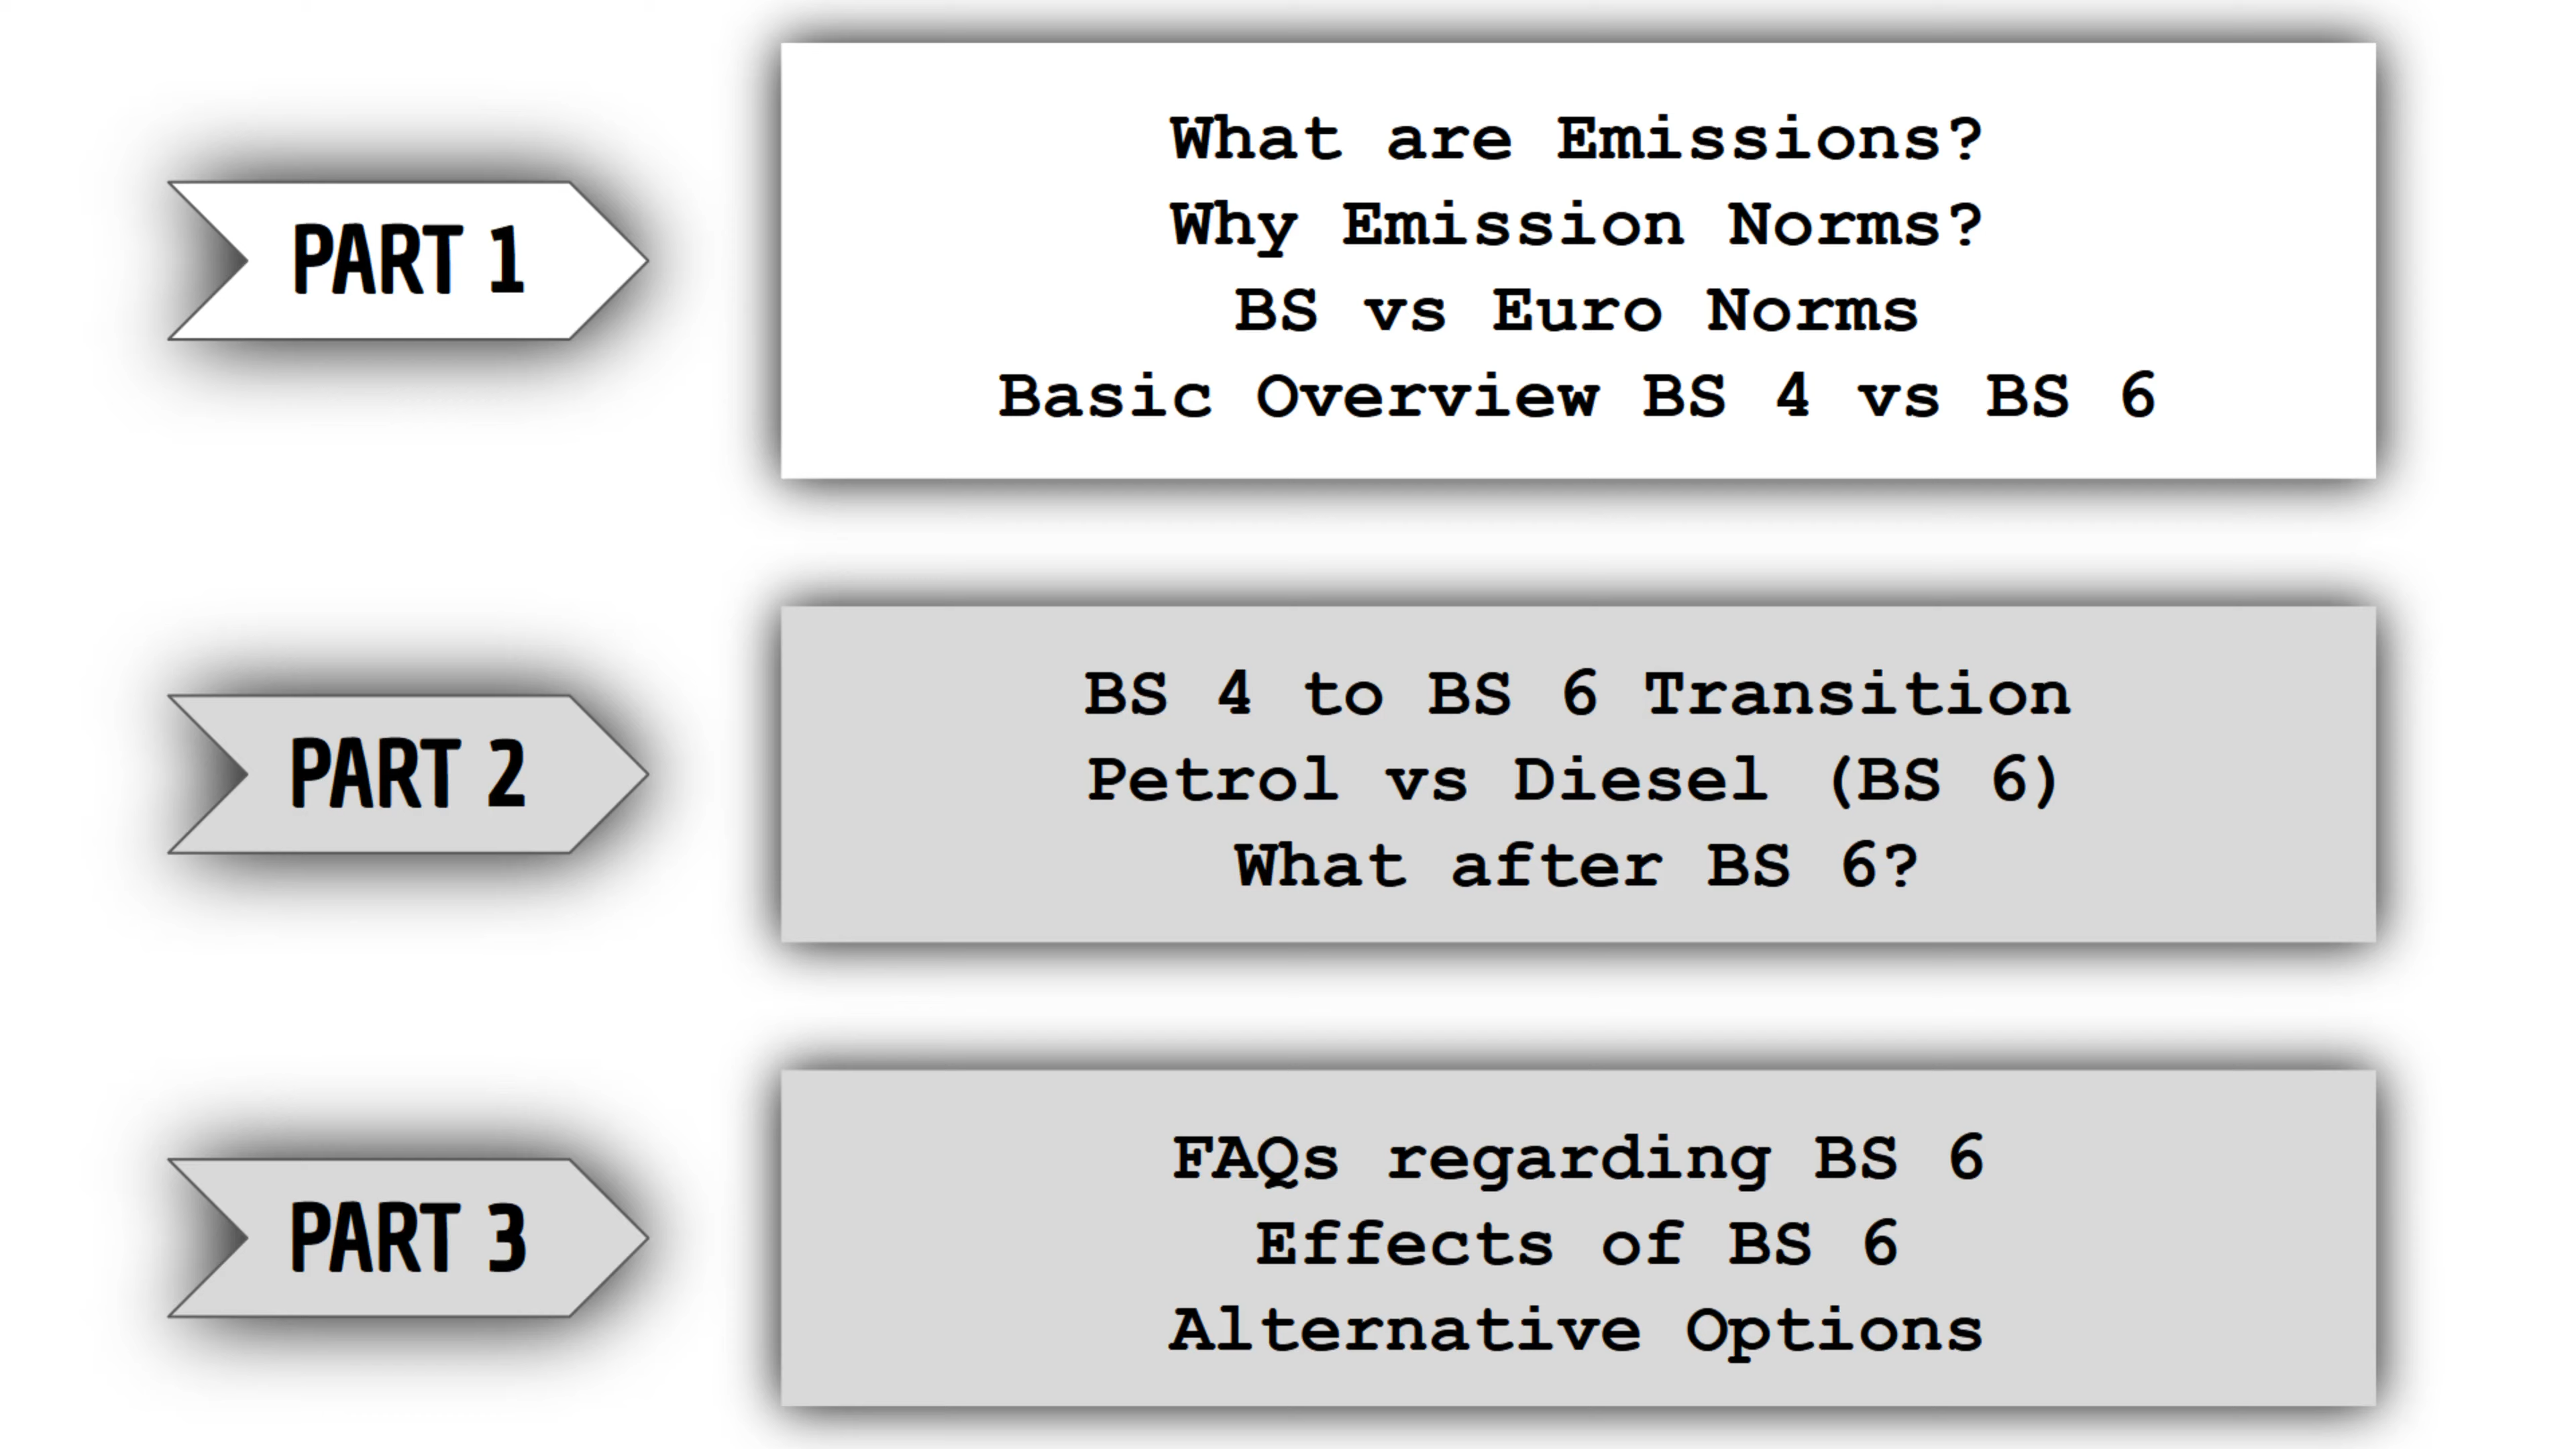 PART 1
What are Emissions?
Why Emission Norms?
BS vs Euro Norms
Basic Overview BS 4 vs BS 6
PART 2
BS 4 to BS 6 Transition
Petrol vs Diesel (BS 6)
What after BS 6?
PART 3
FAQs regarding BS 6
Effects of BS 6
Alternative Options